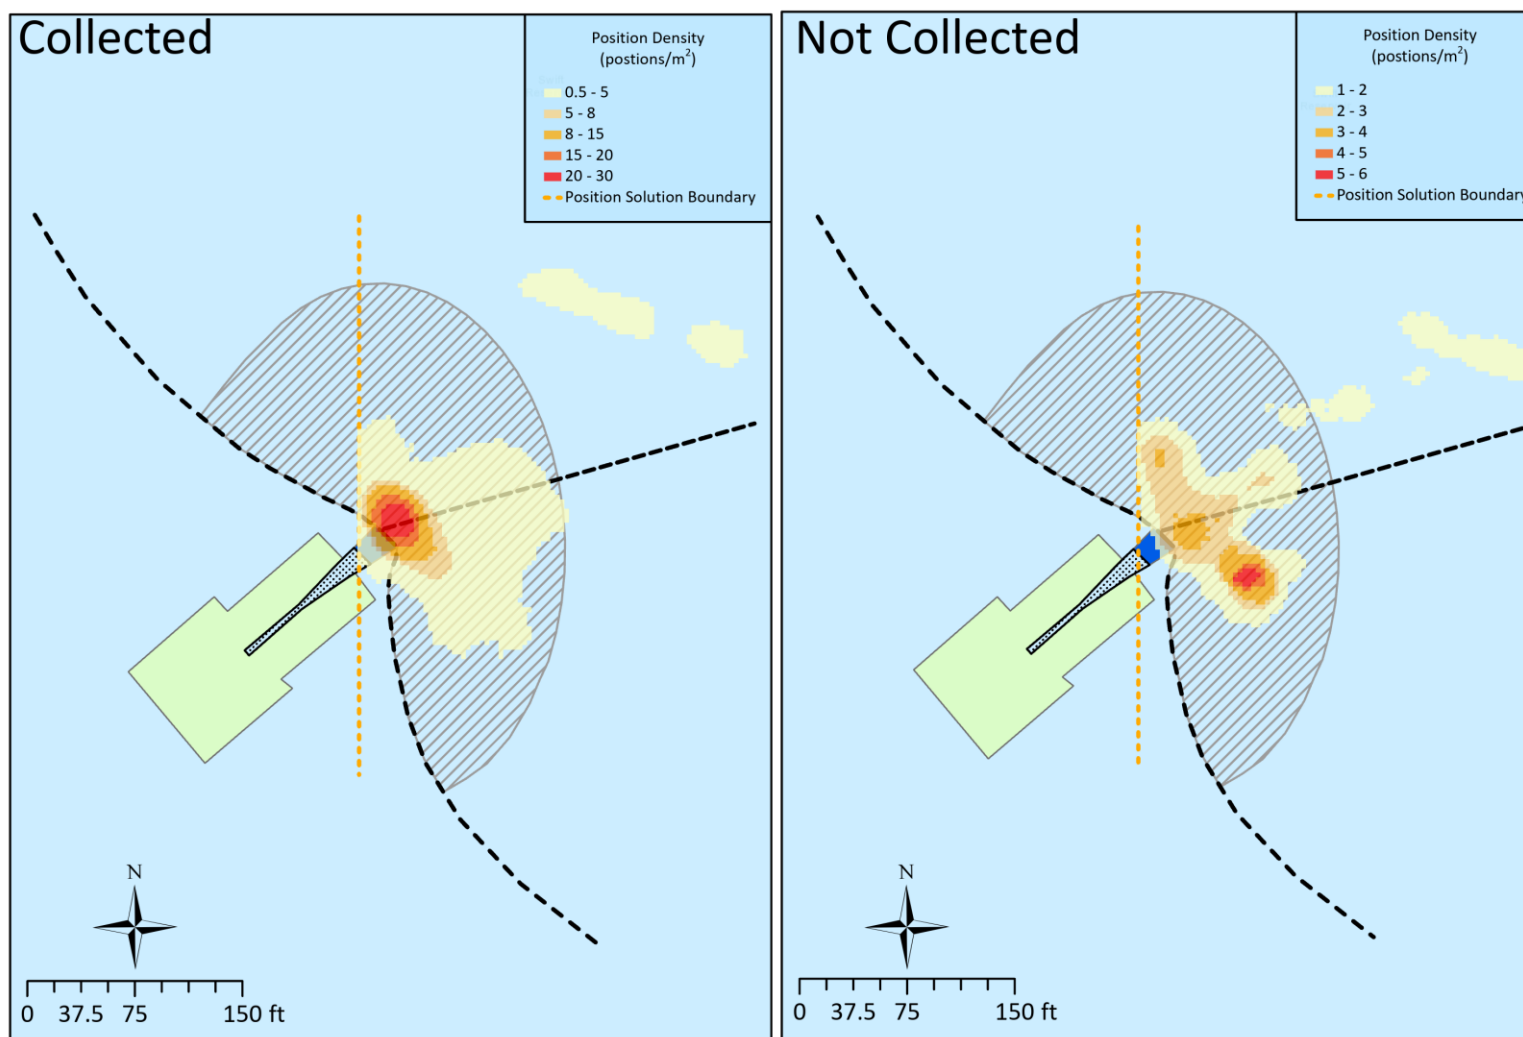 Collected
Position Density
(postions/m²)
0.5 - 5
5 - 8
8 - 15
15 - 20
20 - 30
Position Solution Boundary
N
0 37.5 75 150 ft
Not Collected
Position Density
(postions/m²)
1 - 2
2 - 3
3 - 4
4 - 5
5 - 6
Position Solution Boundary
N
0 37.5 75 150 ft